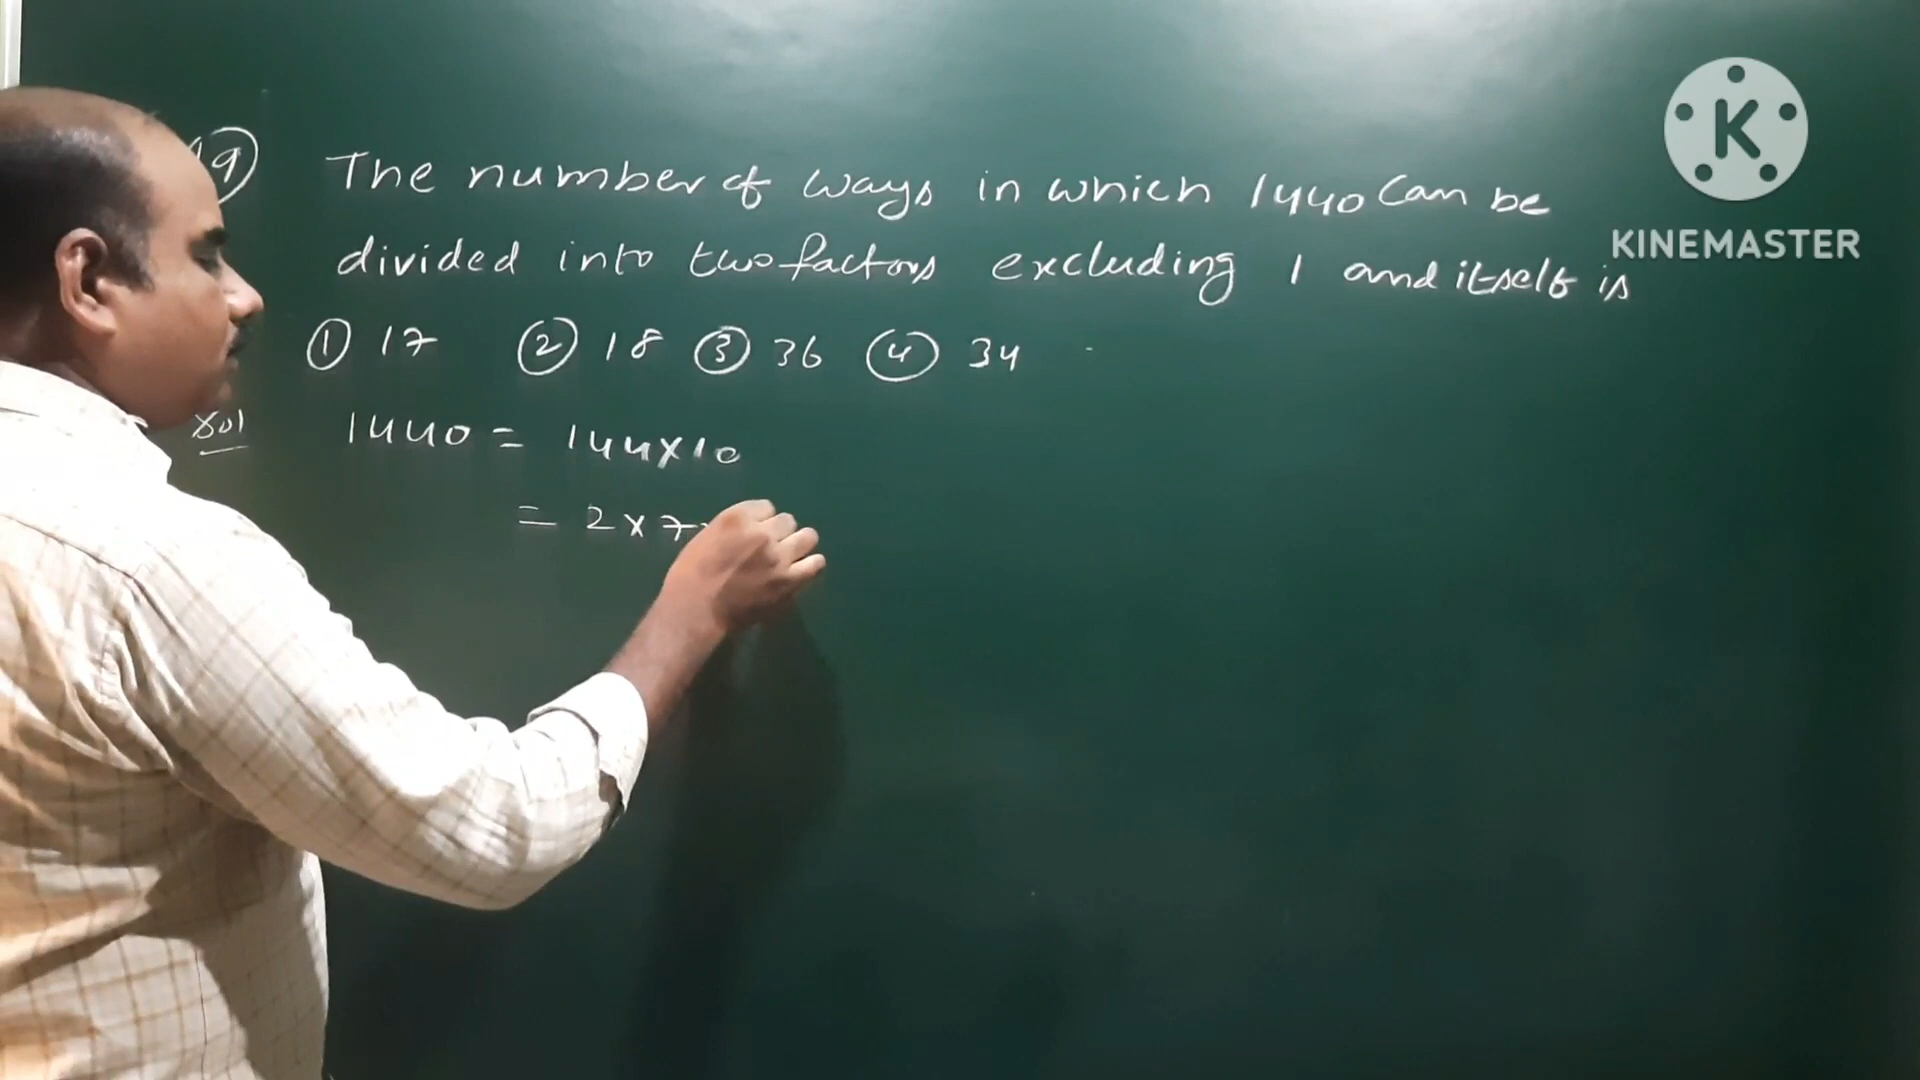 19 The number of ways in which 1440 can be
KINEMASTER
divided into two factors excluding 1 and itself is
1 17 2 18 3 36 4 34
Sol 1440 = 144×10
= 2×7